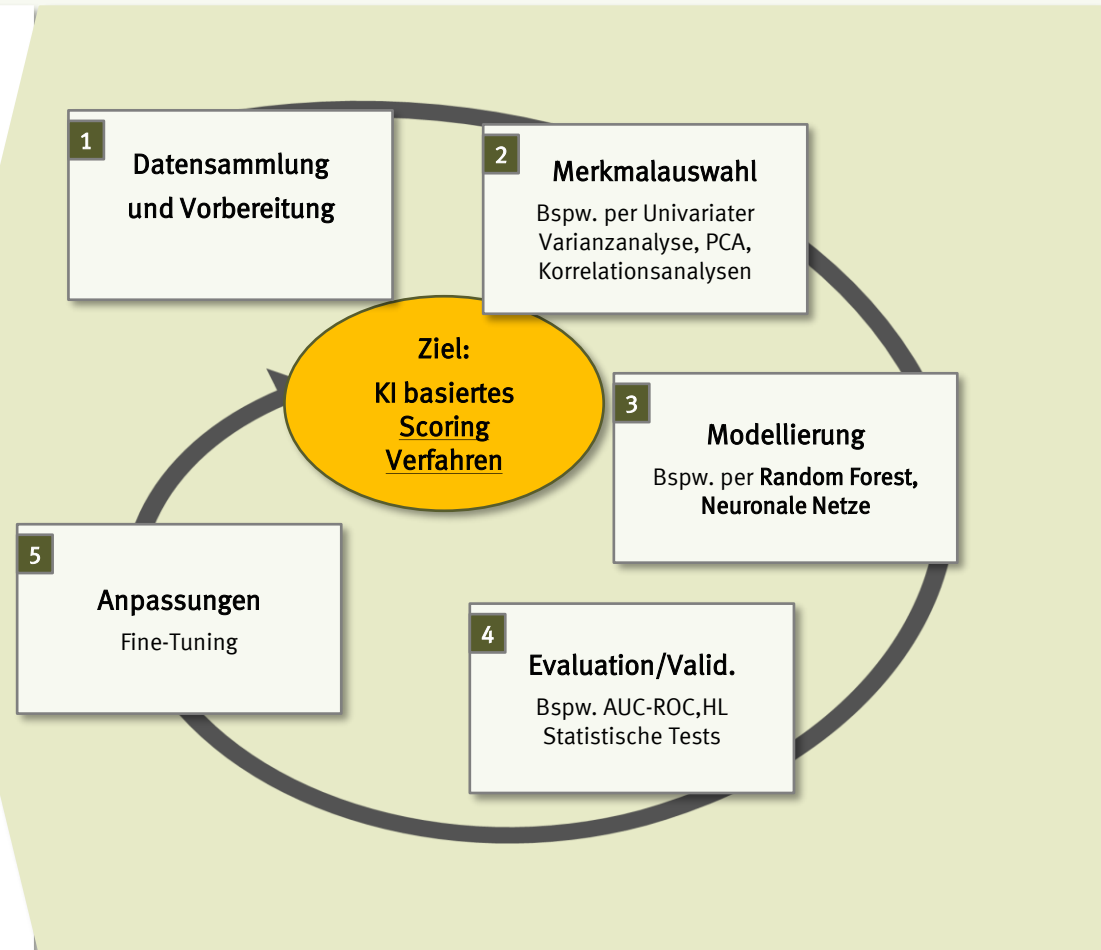 1
Datensammlung
und Vorbereitung
2
Merkmalauswahl
Bspw. per Univariater
Varianzanalyse, PCA,
Korrelationsanalysen
Ziel:
KI basiertes
Scoring
Verfahren
3
Modellierung
Bspw. per Random Forest,
Neuronale Netze
4
Evaluation/Valid.
Bspw. AUC-ROC,HL
Statistische Tests
5
Anpassungen
Fine-Tuning